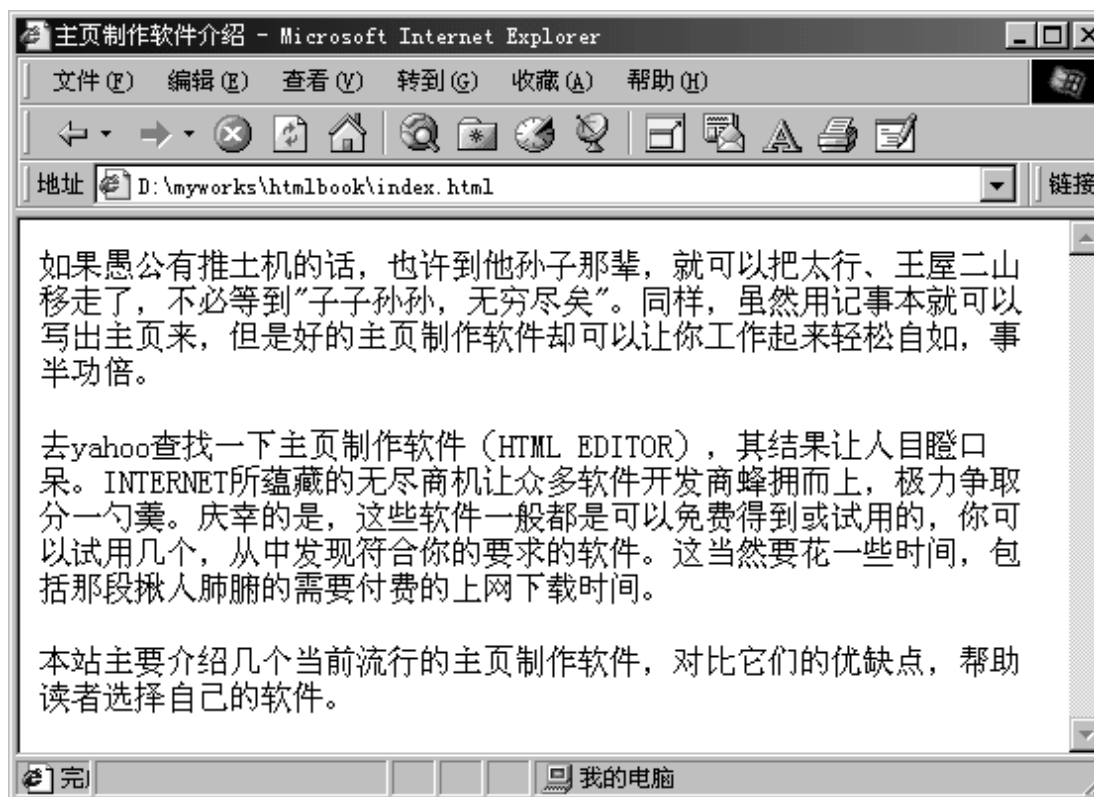 主页制作软件介绍 - Microsoft Internet Explorer
文件(F) 编辑(E) 查看(V) 转到(G) 收藏(A) 帮助(H)
地址 D:\myworks\htmlbook\index.html 链接
如果愚公有推土机的话，也许到他孙子那辈，就可以把太行、王屋二山
移走了，不必等到"子子孙孙，无穷尽矣"。同样，虽然用记事本就可以
写出主页来，但是好的主页制作软件却可以让你工作起来轻松自如，事
半功倍。
去yahoo查找一下主页制作软件（HTML EDITOR），其结果让人目瞪口
呆。INTERNET所蕴藏的无尽商机让众多软件开发商蜂拥而上，极力争取
分一勺羹。庆幸的是，这些软件一般都是可以免费得到或试用的，你可
以试用几个，从中发现符合你的要求的软件。这当然要花一些时间，包
括那段揪人肺腑的需要付费的上网下载时间。
本站主要介绍几个当前流行的主页制作软件，对比它们的优缺点，帮助
读者选择自己的软件。
完 我的电脑